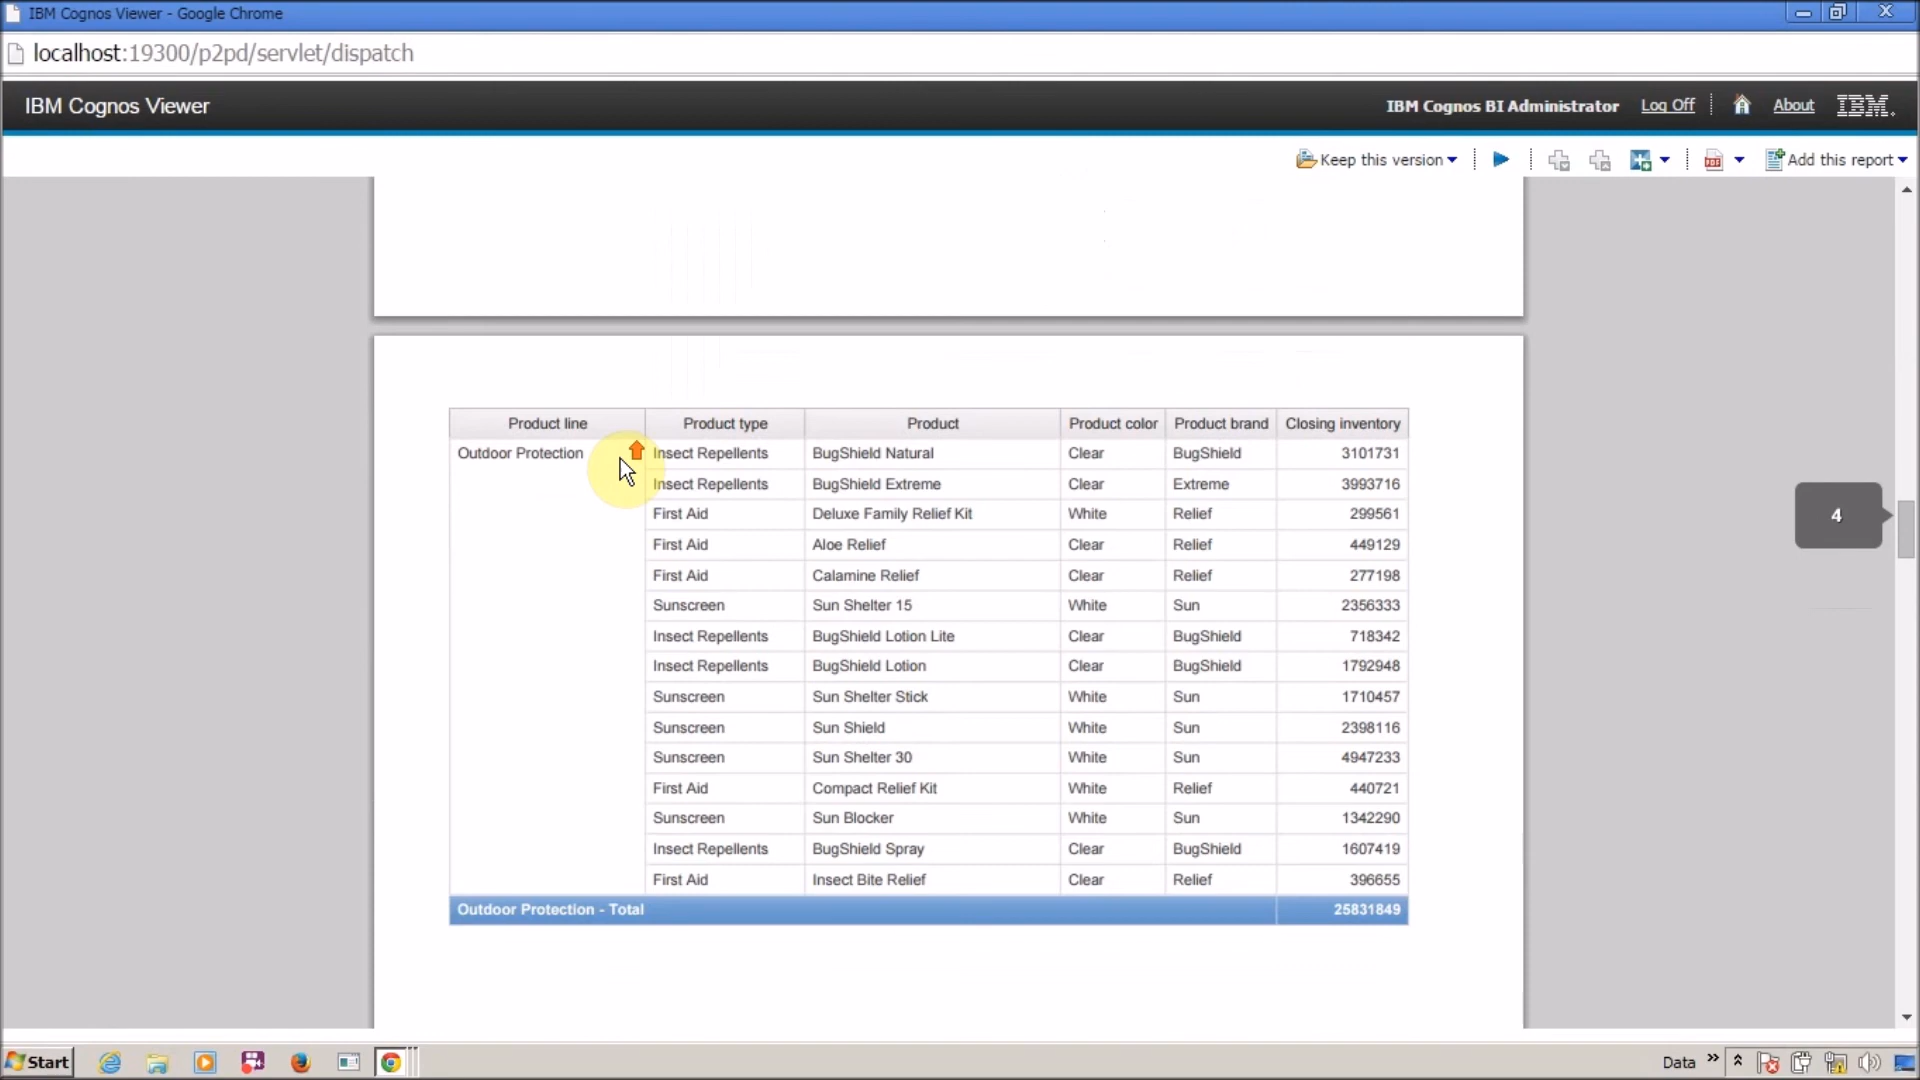 IBM Cognos Viewer - Google Chrome
localhost:19300/p2pd/servlet/dispatch
IBM Cognos Viewer IBM Cognos BI Administrator Log Off About IBM.
Keep this version PDF Add this report
Product line Product type Product Product color Product brand Closing inventory
Outdoor Protection Insect Repellents BugShield Natural Clear BugShield 3101731
Insect Repellents BugShield Extreme Clear Extreme 3993716
First Aid Deluxe Family Relief Kit White Relief 299561
4
First Aid Aloe Relief Clear Relief 449129
First Aid Calamine Relief Clear Relief 277198
Sunscreen Sun Shelter 15 White Sun 2356333
Insect Repellents BugShield Lotion Lite Clear BugShield 718342
Insect Repellents BugShield Lotion Clear BugShield 1792948
Sunscreen Sun Shelter Stick White Sun 1710457
Sunscreen Sun Shield White Sun 2398116
Sunscreen Sun Shelter 30 White Sun 4947233
First Aid Compact Relief Kit White Relief 440721
Sunscreen Sun Blocker White Sun 1342290
Insect Repellents BugShield Spray Clear BugShield 1607419
First Aid Insect Bite Relief Clear Relief 396655
Outdoor Protection - Total 25831849
Start Data